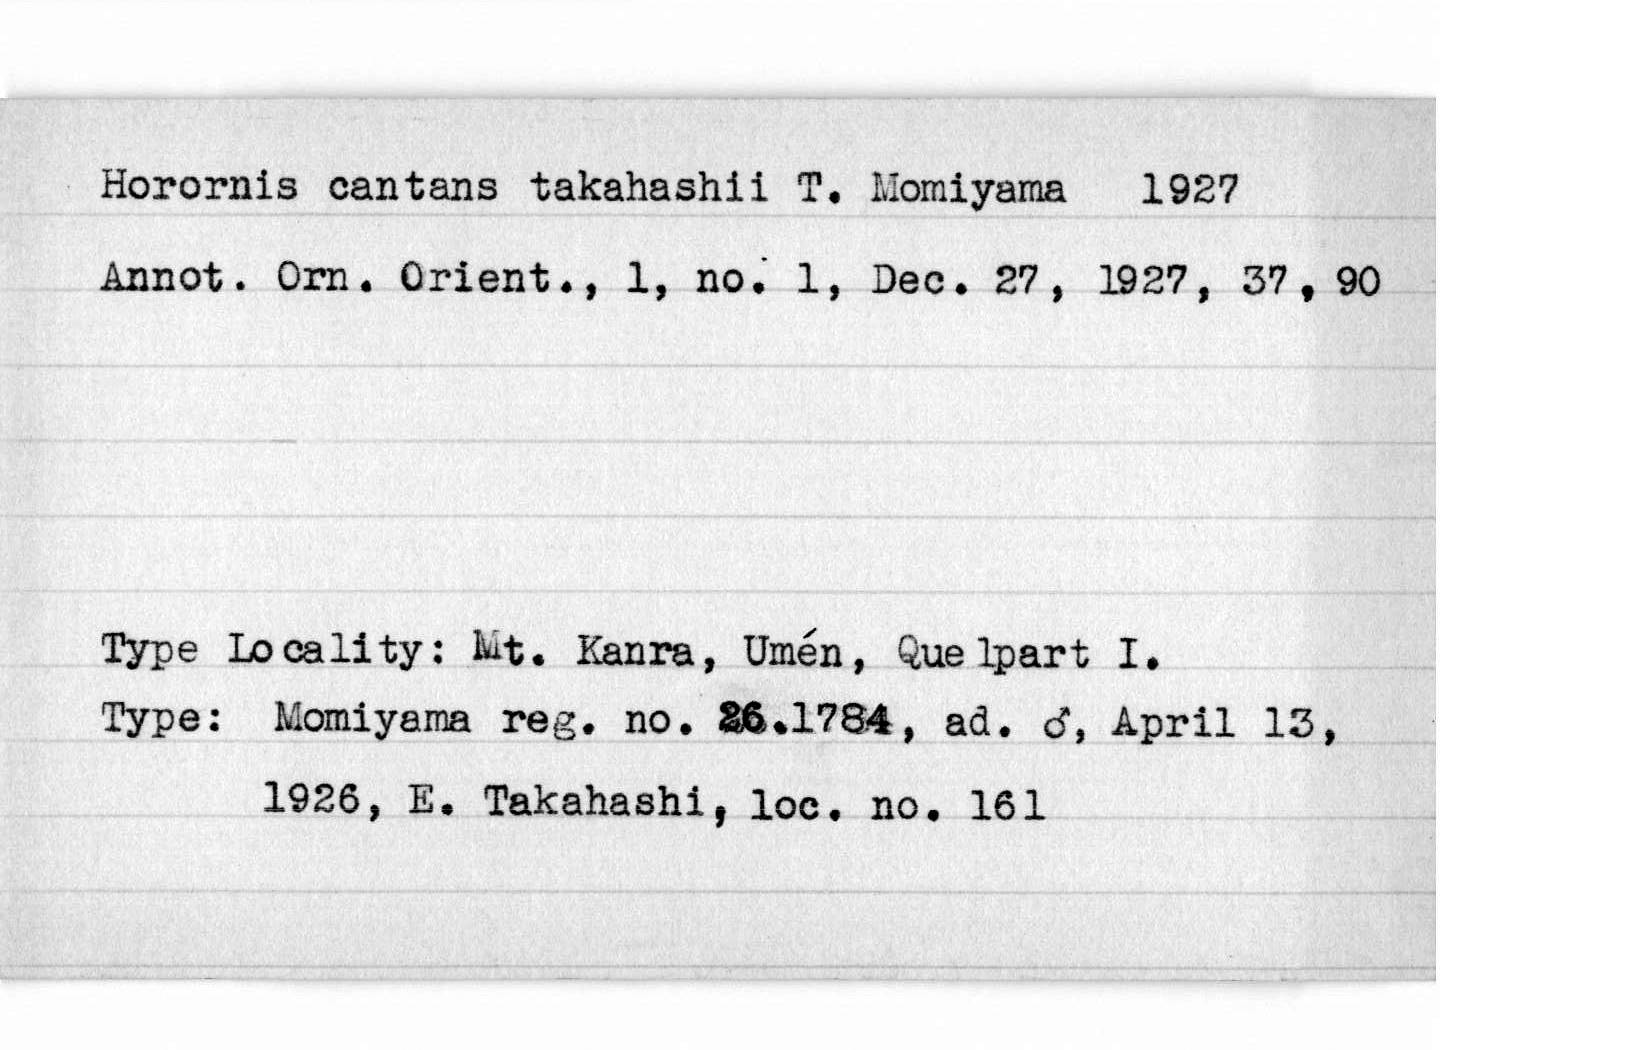 Horornis cantans takahashii T. Momiyama 1927
Annot. Orn. Orient., 1, no. 1, Dec. 27, 1927, 37, 90
Type Locality: Mt. Kanra, Umén, Quelpart I.
Type: Momiyama reg. no. 26.1784, ad. ♂, April 13,
1926, E. Takahashi, loc. no. 161